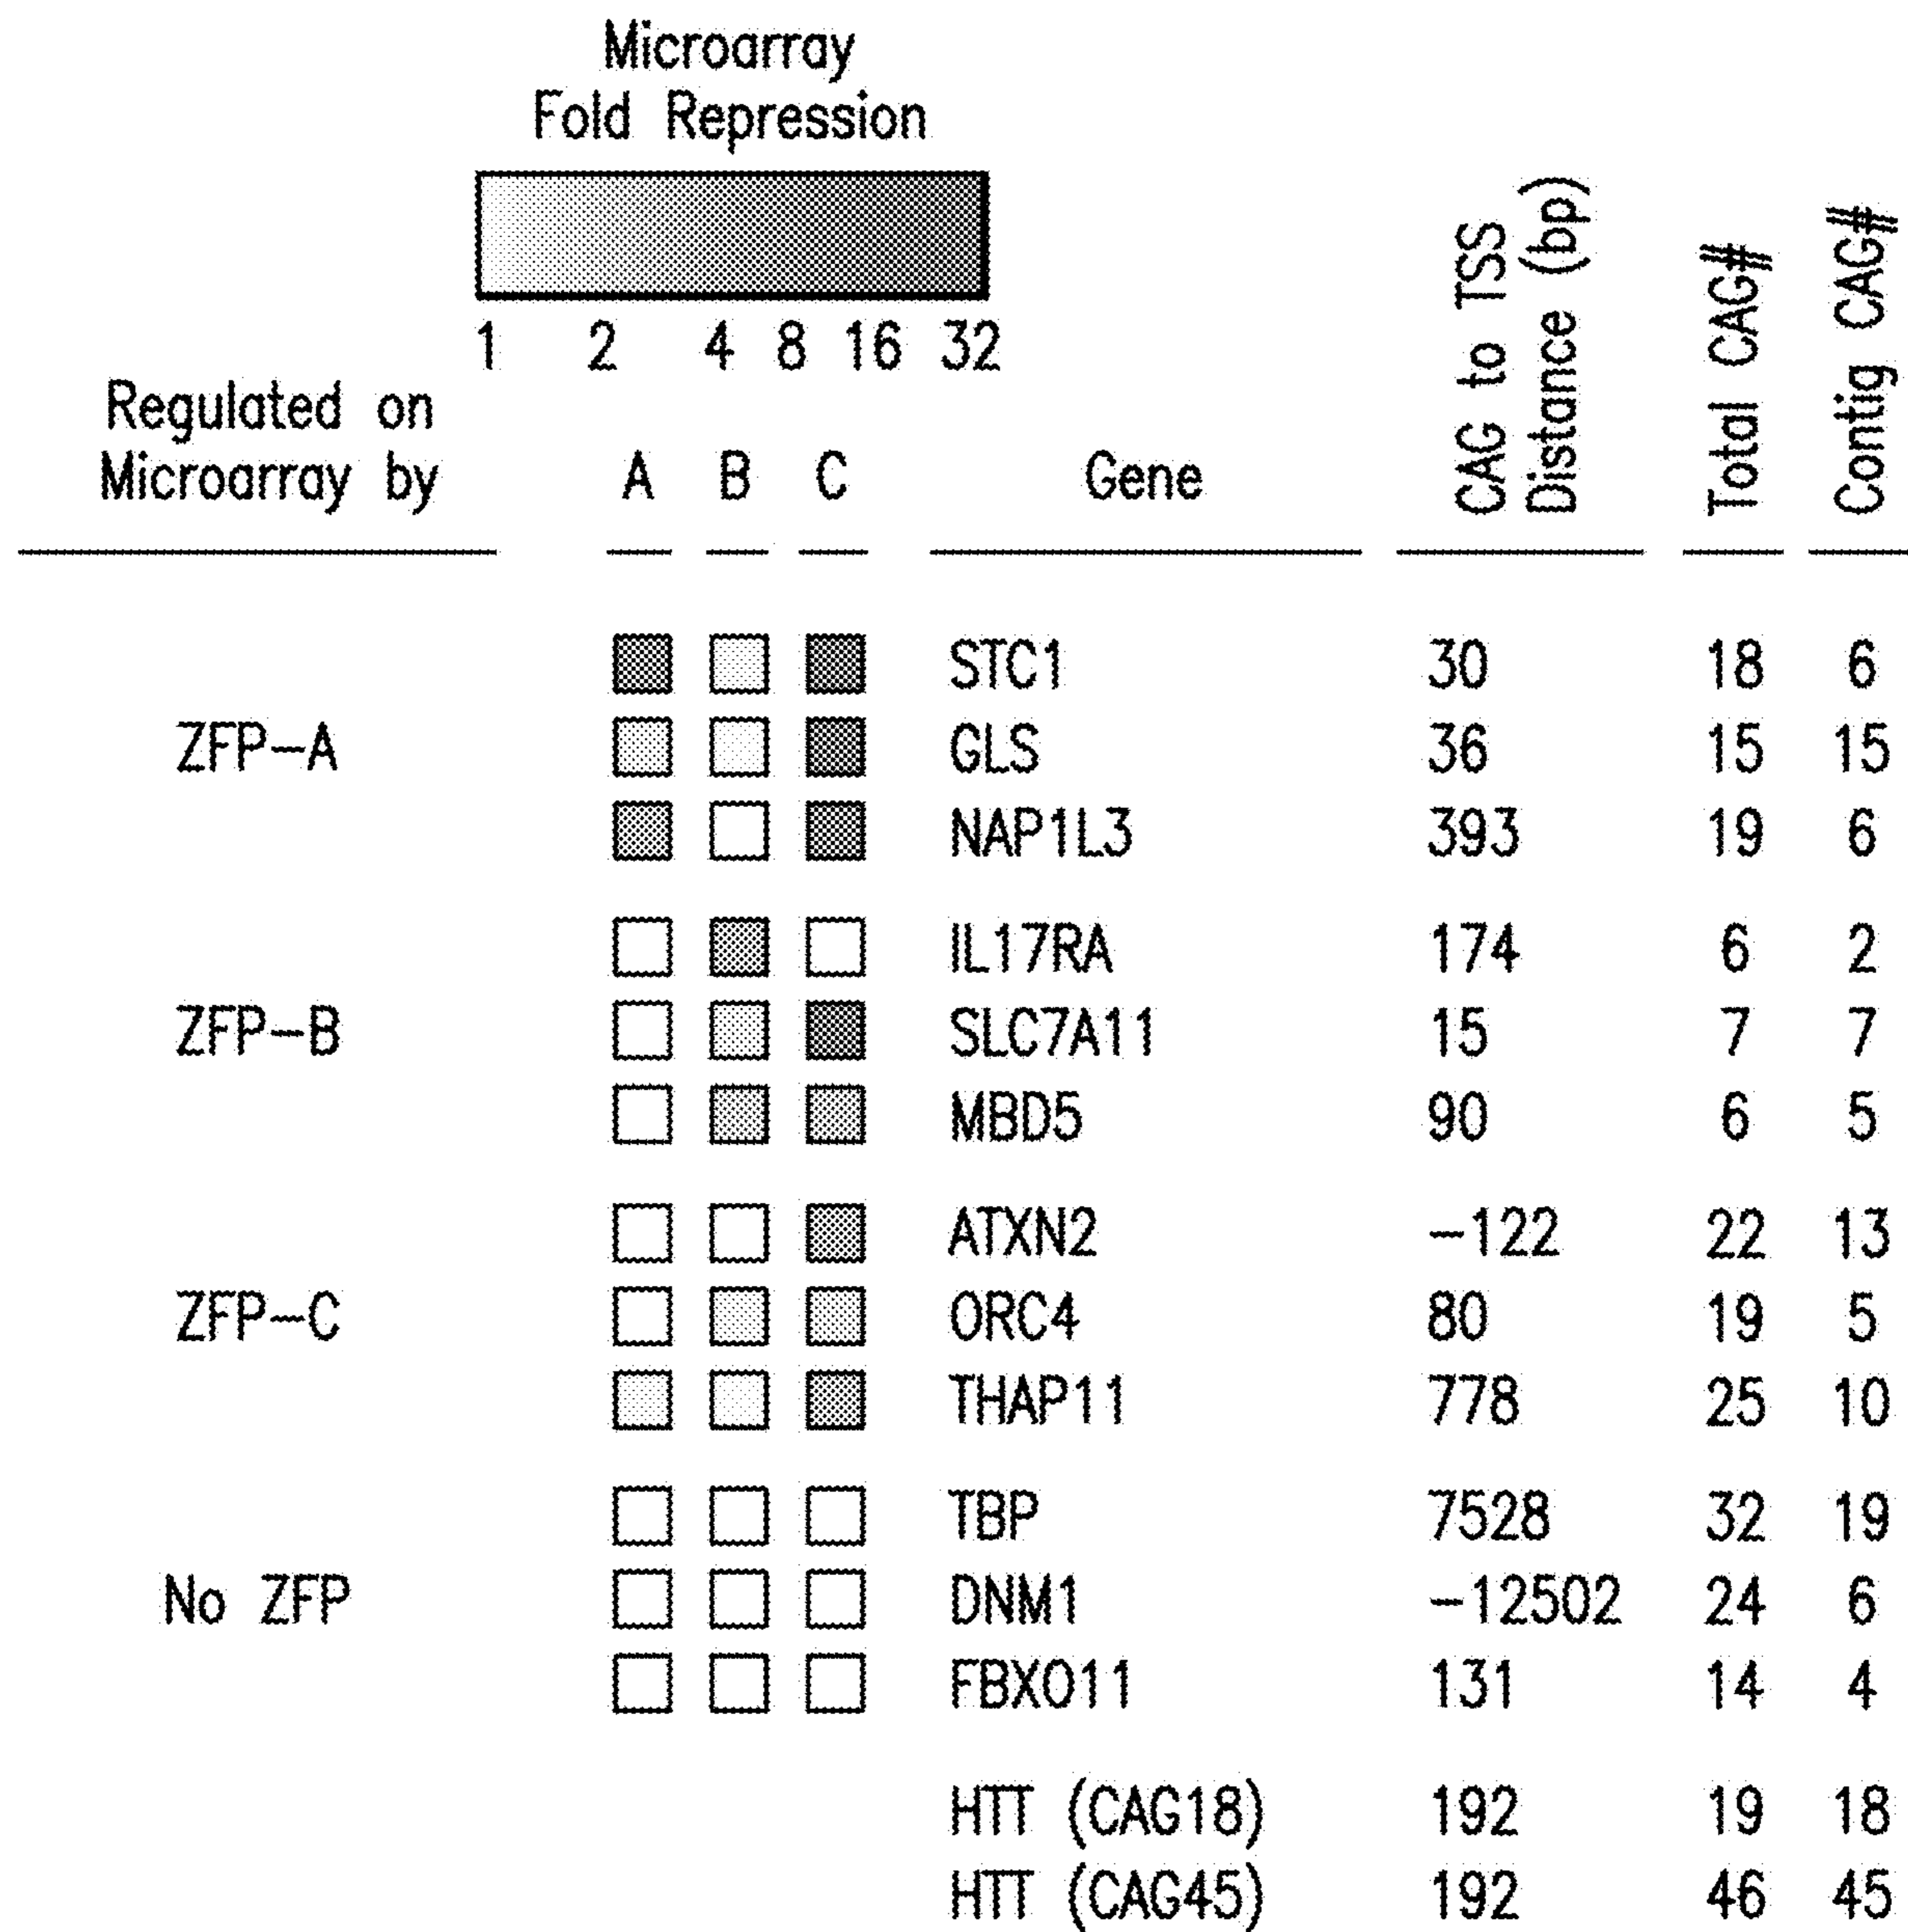 Microarray
Fold Repression
1 2 4 8 16 32
Regulated on
Microarray by
A B C
Gene
CAG to TSS
Distance (bp)
Total CAG#
Contig CAG#
STC1 30 18 6
ZFP-A GLS 36 15 15
NAP1L3 393 19 6
IL17RA 174 6 2
ZFP-B SLC7A11 15 7 7
MBD5 90 6 5
ATXN2 -122 22 13
ZFP-C ORC4 80 19 5
THAP11 778 25 10
TBP 7528 32 19
No ZFP DNM1 -12502 24 6
FBXO11 131 14 4
HTT (CAG18) 192 19 18
HTT (CAG45) 192 46 45